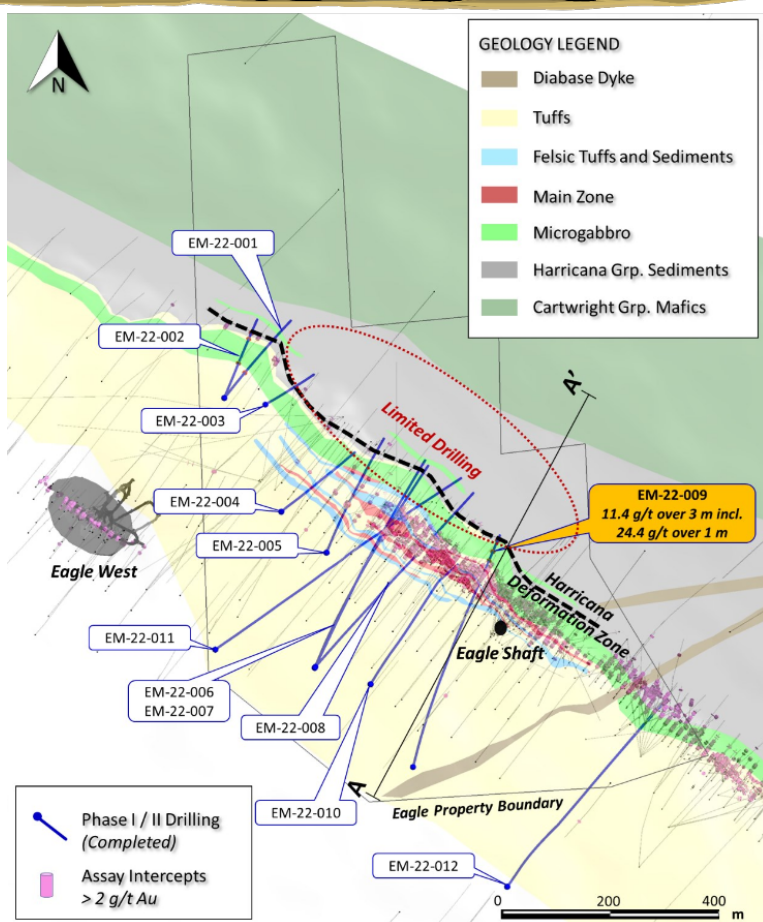 N
GEOLOGY LEGEND
Diabase Dyke
Tuffs
Felsic Tuffs and Sediments
Main Zone
Microgabbro
Harricana Grp. Sediments
Cartwright Grp. Mafics
EM-22-001
EM-22-002
EM-22-003
EM-22-004
EM-22-005
EM-22-011
EM-22-006
EM-22-007
EM-22-008
EM-22-010
EM-22-012
EM-22-009
11.4 g/t over 3 m incl.
24.4 g/t over 1 m
Limited Drilling
A'
Harricana
Deformation Zone
Eagle West
Eagle Shaft
A
Eagle Property Boundary
Phase I / II Drilling
(Completed)
Assay Intercepts
> 2 g/t Au
0 200 400
m